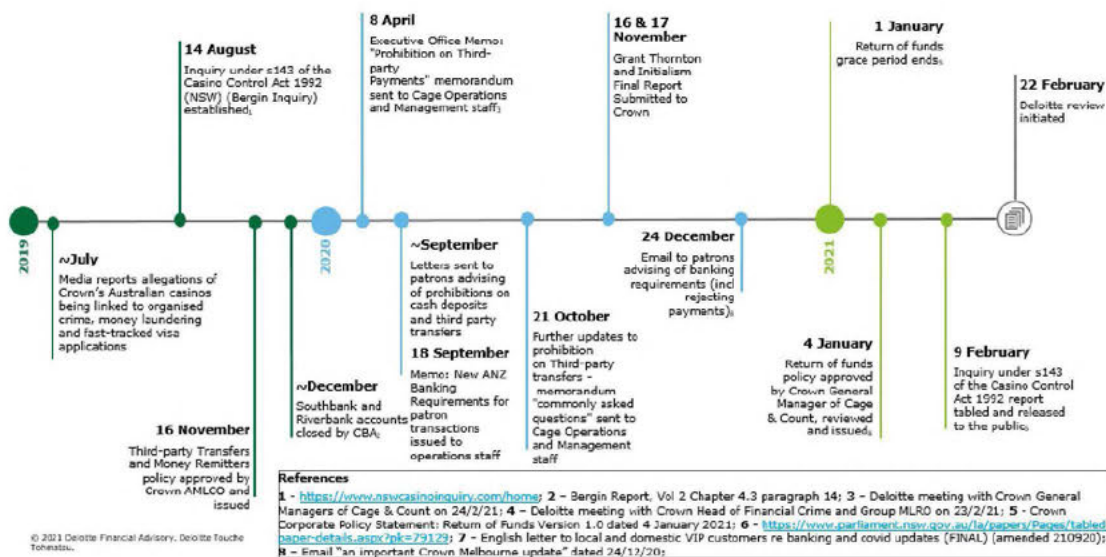 14 August
Inquiry under s143 of the
Casino Control Act 1992
(NSW) (Bergin Inquiry)
established
8 April
Executive Office Memo:
"Prohibition on Third-
party
Payments" memorandum
sent to Cage Operations
and Management staff
16 & 17
November
Grant Thornton
and Initialism
Final Report
Submitted to
Crown
1 January
Return of funds
grace period ends
22 February
Deloitte review
initiated
2019
2020
2021
~July
Media reports allegations of
Crown's Australian casinos
being linked to organised
crime, money laundering
and fast-tracked visa
applications
16 November
Third-party Transfers
and Money Remitters
policy approved by
Crown AMLCO and
issued
~December
Southbank and
Riverbank accounts
closed by CBA
~September
Letters sent to
patrons advising
of prohibitions on
cash deposits
and third party
transfers
18 September
Memo: New ANZ
Banking
Requirements for
patron
transactions
issued to
operations staff
21 October
Further updates to
prohibition
on Third-party
transfers -
memorandum
"commonly asked
questions" sent to
Cage Operations
and Management
staff
24 December
Email to patrons
advising of banking
requirements (incl
rejecting
payments)
4 January
Return of funds
policy approved
by Crown General
Manager of Cage
& Count, reviewed
and issued
9 February
Inquiry under s143
of the Casino Control
Act 1992 report
tabled and released
to the public
References
1 - https://www.nswcasinoinquiry.com/home; 2 – Bergin Report, Vol 2 Chapter 4.3 paragraph 14; 3 – Deloitte meeting with Crown General
Managers of Cage & Count on 24/2/21; 4 – Deloitte meeting with Crown Head of Financial Crime and Group MLRO on 23/2/21; 5 - Crown
Corporate Policy Statement: Return of Funds Version 1.0 dated 4 January 2021; 6 - https://www.parliament.nsw.gov.au/la/papers/Pages/tabled-
paper-details.aspx?pk=79129; 7 – English letter to local and domestic VIP customers re banking and covid updates (FINAL) (amended 210920);
8 – Email "an important Crown Melbourne update" dated 24/12/20;
© 2021 Deloitte Financial Advisory. Deloitte Touche
Tohmatsu.